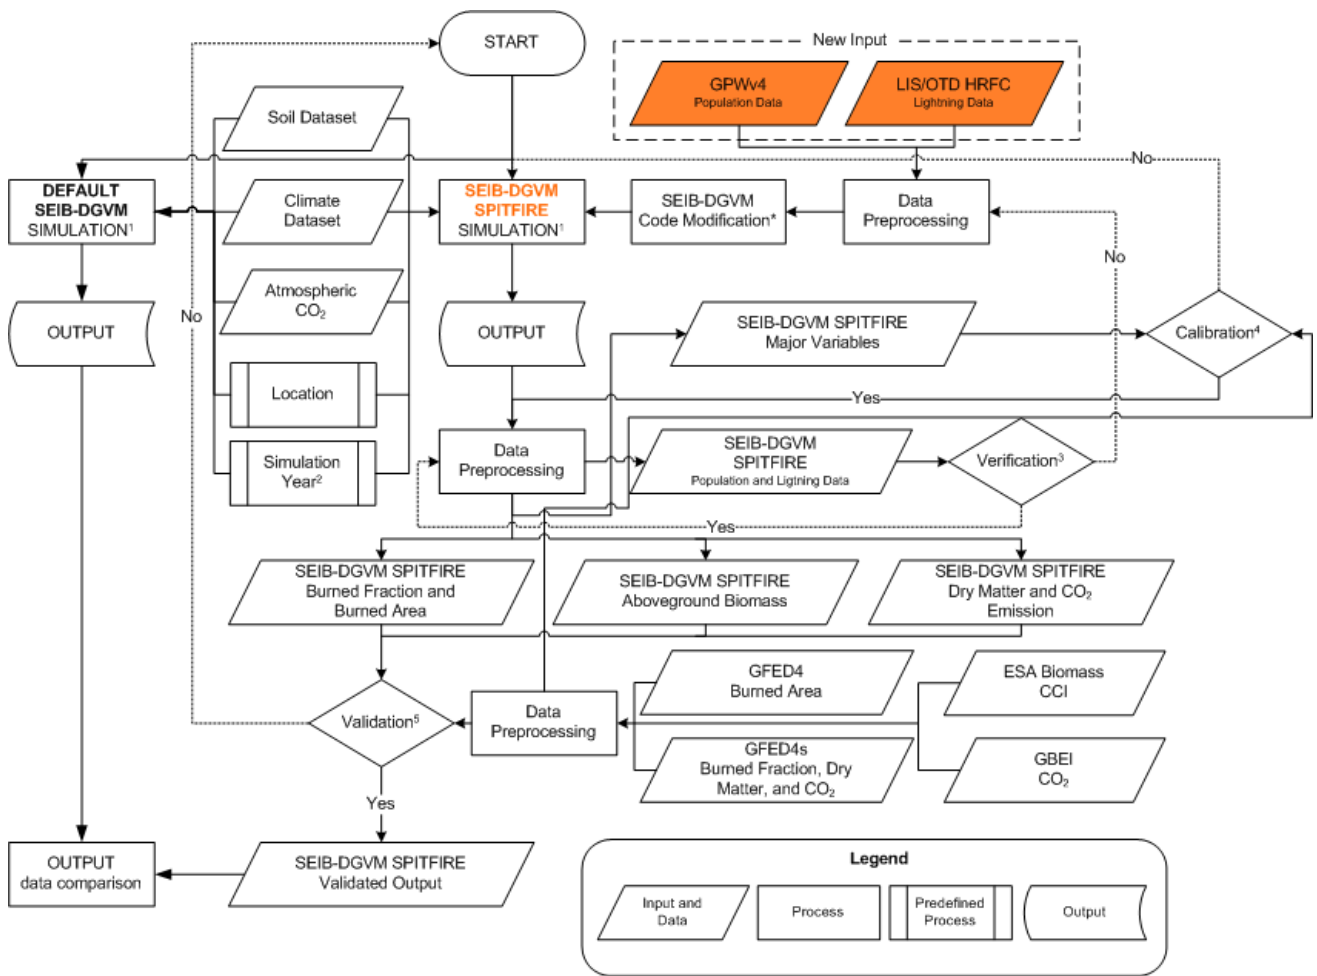 START
New Input
GPWv4
Population Data
LIS/OTD HRFC
Lightning Data
Soil Dataset
No
DEFAULT
SEIB-DGVM
SIMULATION¹
Climate
Dataset
SEIB-DGVM
SPITFIRE
SIMULATION¹
SEIB-DGVM
Code Modification*
Data
Preprocessing
No
Atmospheric
CO₂
No
OUTPUT
OUTPUT
SEIB-DGVM SPITFIRE
Major Variables
Calibration⁴
Location
Yes
Simulation
Year²
Data
Preprocessing
SEIB-DGVM
SPITFIRE
Population and Ligtning Data
Verification³
Yes
SEIB-DGVM SPITFIRE
Burned Fraction and
Burned Area
SEIB-DGVM SPITFIRE
Aboveground Biomass
SEIB-DGVM SPITFIRE
Dry Matter and CO₂
Emission
GFED4
Burned Area
ESA Biomass
CCI
Validation⁵
Data
Preprocessing
GFED4s
Burned Fraction, Dry
Matter, and CO₂
GBEI
CO₂
Yes
OUTPUT
data comparison
SEIB-DGVM SPITFIRE
Validated Output
Legend
Input and
Data
Process
Predefined
Process
Output